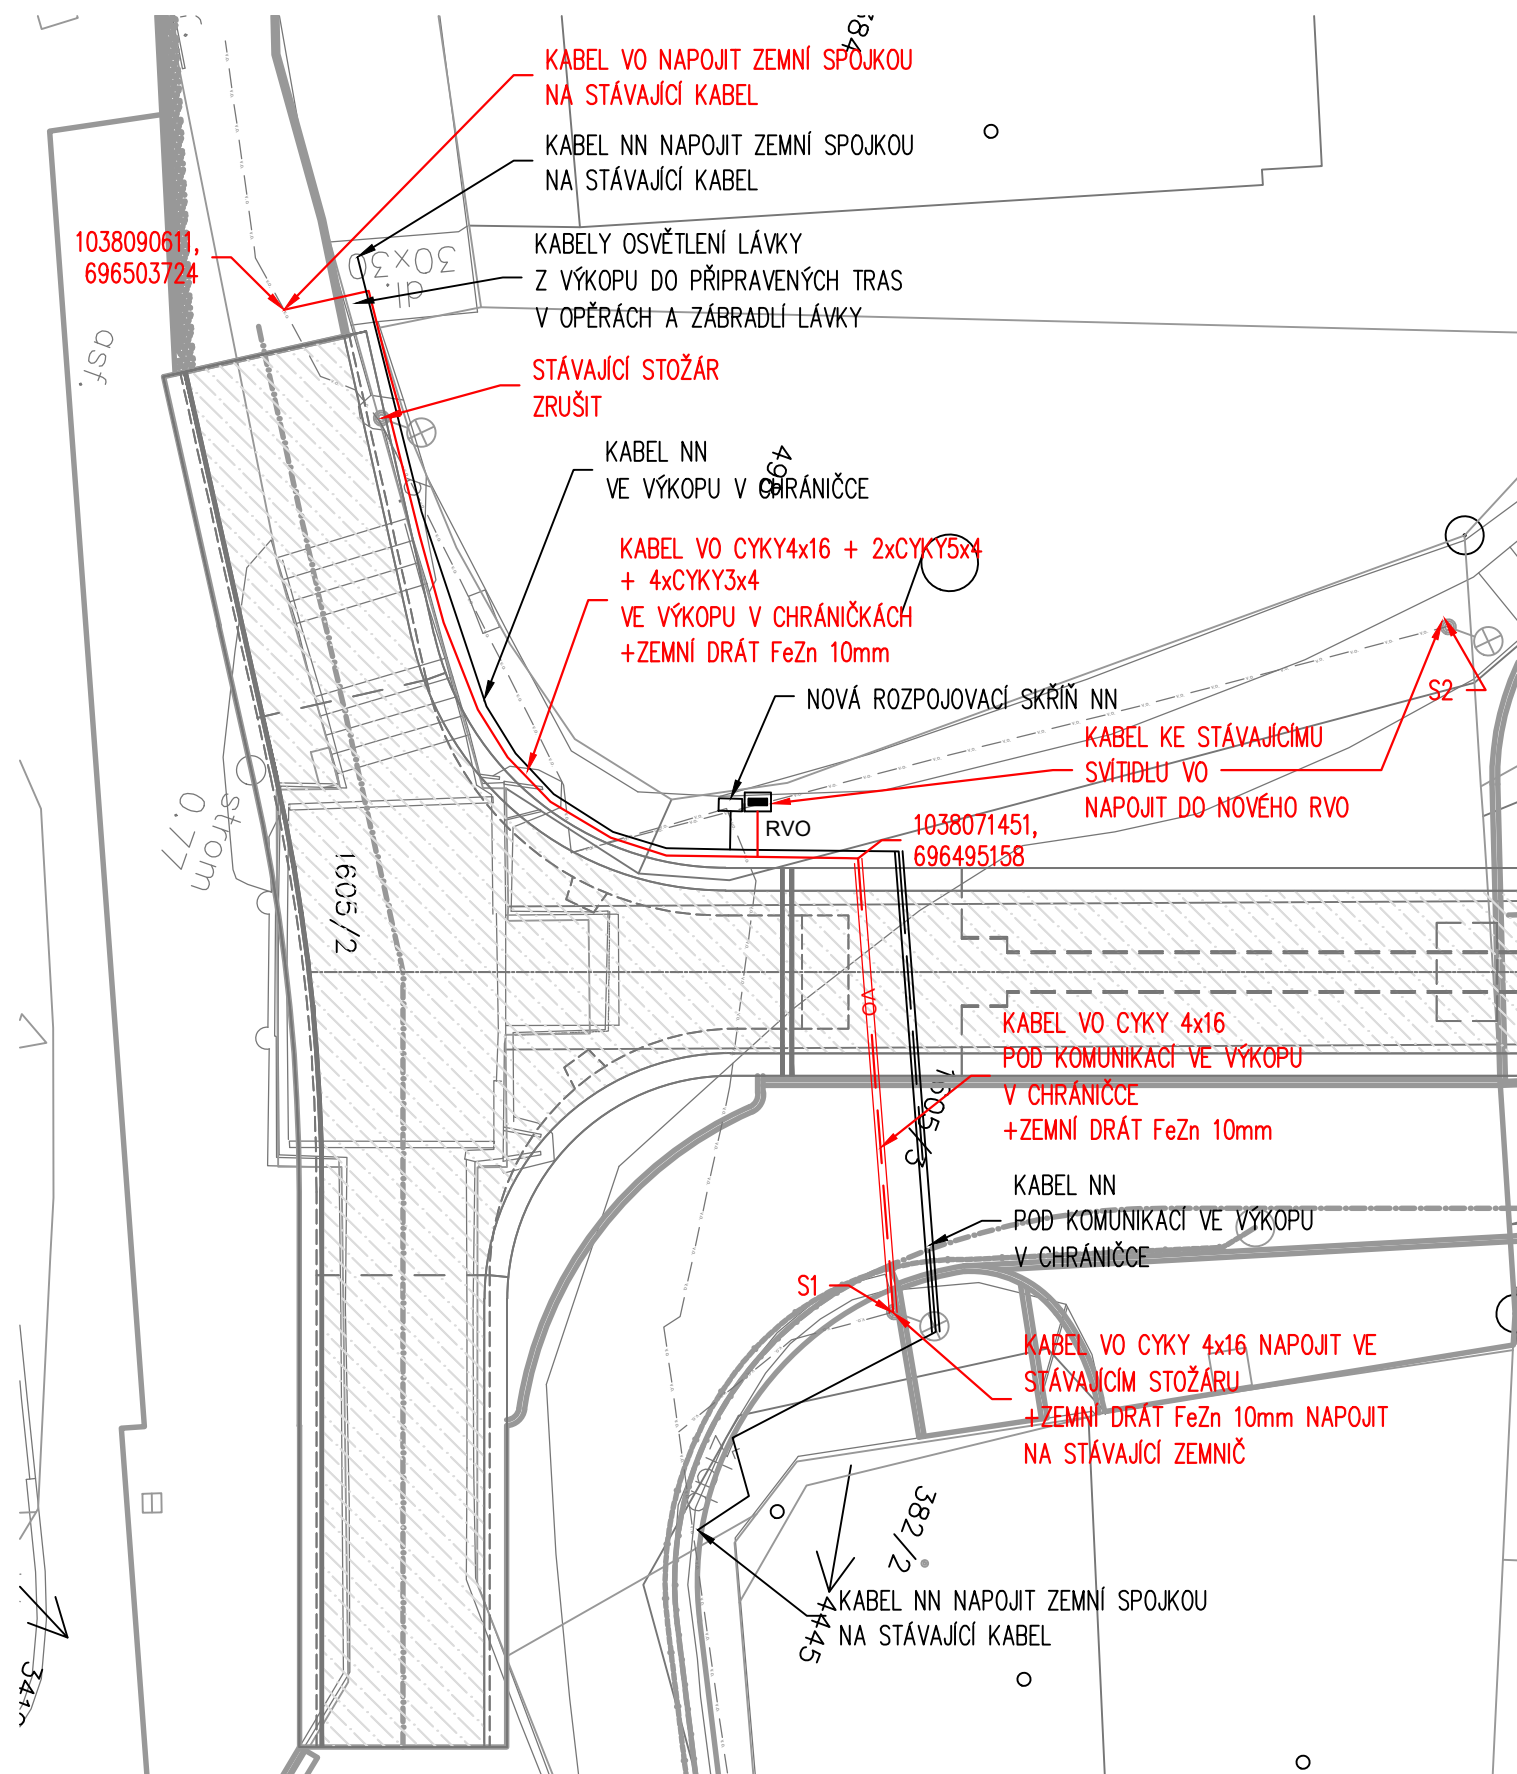 384
KABEL VO NAPOJIT ZEMNÍ SPOJKOU
NA STÁVAJÍCÍ KABEL
KABEL NN NAPOJIT ZEMNÍ SPOJKOU
NA STÁVAJÍCÍ KABEL
1038090611,
696503724
KABELY OSVĚTLENÍ LÁVKY
Z VÝKOPU DO PŘIPRAVENÝCH TRAS
V OPĚRÁCH A ZÁBRADLÍ LÁVKY
dl.
30x30
asf.
STÁVAJÍCÍ STOŽÁR
ZRUŠIT
KABEL NN
VE VÝKOPU V CHRÁNIČCE
KABEL VO CYKY4x16 + 2xCYKY5x4
+ 4xCYKY3x4
VE VÝKOPU V CHRÁNIČKÁCH
+ZEMNÍ DRÁT FeZn 10mm
S2
NOVÁ ROZPOJOVACÍ SKŘÍŇ NN
KABEL KE STÁVAJÍCÍMU
SVÍTIDLU VO
NAPOJIT DO NOVÉHO RVO
strom
0.77
RVO
1038071451,
696495158
1605/2
VO
KABEL VO CYKY 4x16
POD KOMUNIKACÍ VE VÝKOPU
V CHRÁNIČCE
+ZEMNÍ DRÁT FeZn 10mm
1605/3
KABEL NN
POD KOMUNIKACÍ VE VÝKOPU
V CHRÁNIČCE
S1
KABEL VO CYKY 4x16 NAPOJIT VE
STÁVAJÍCÍM STOŽÁRU
+ZEMNÍ DRÁT FeZn 10mm NAPOJIT
NA STÁVAJÍCÍ ZEMNIČ
382/2
KABEL NN NAPOJIT ZEMNÍ SPOJKOU
NA STÁVAJÍCÍ KABEL
4445